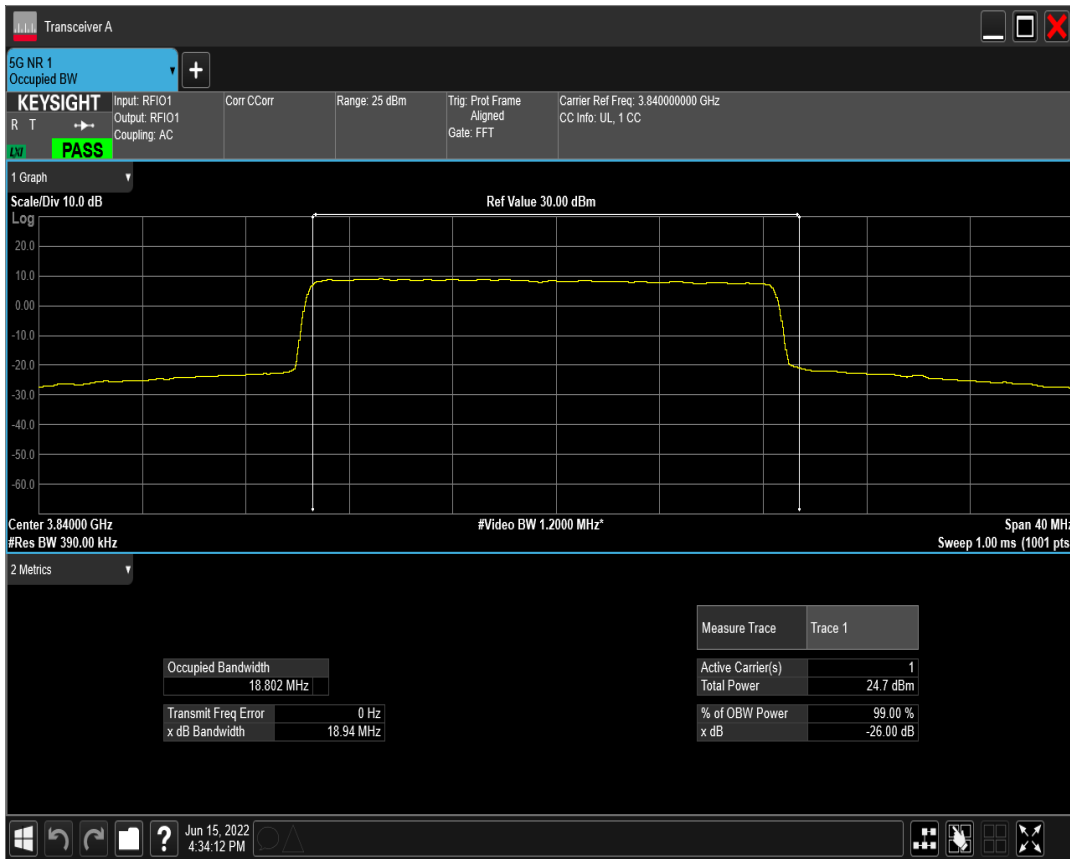 Transceiver A
5G NR 1
Occupied BW
+
KEYSIGHT
R T
LXI
PASS
Input: RFIO1
Output: RFIO1
Coupling: AC
Corr CCorr
Range: 25 dBm
Trig: Prot Frame
Aligned
Gate: FFT
Carrier Ref Freq: 3.840000000 GHz
CC Info: UL, 1 CC
1 Graph
Scale/Div 10.0 dB
Ref Value 30.00 dBm
Log
20.0
10.0
0.00
-10.0
-20.0
-30.0
-40.0
-50.0
-60.0
Center 3.84000 GHz
#Video BW 1.2000 MHz*
Span 40 MHz
#Res BW 390.00 kHz
Sweep 1.00 ms (1001 pts
2 Metrics
Measure Trace Trace 1
Occupied Bandwidth
18.802 MHz
Active Carrier(s) 1
Total Power 24.7 dBm
Transmit Freq Error 0 Hz
x dB Bandwidth 18.94 MHz
% of OBW Power 99.00 %
x dB -26.00 dB
?
Jun 15, 2022
4:34:12 PM